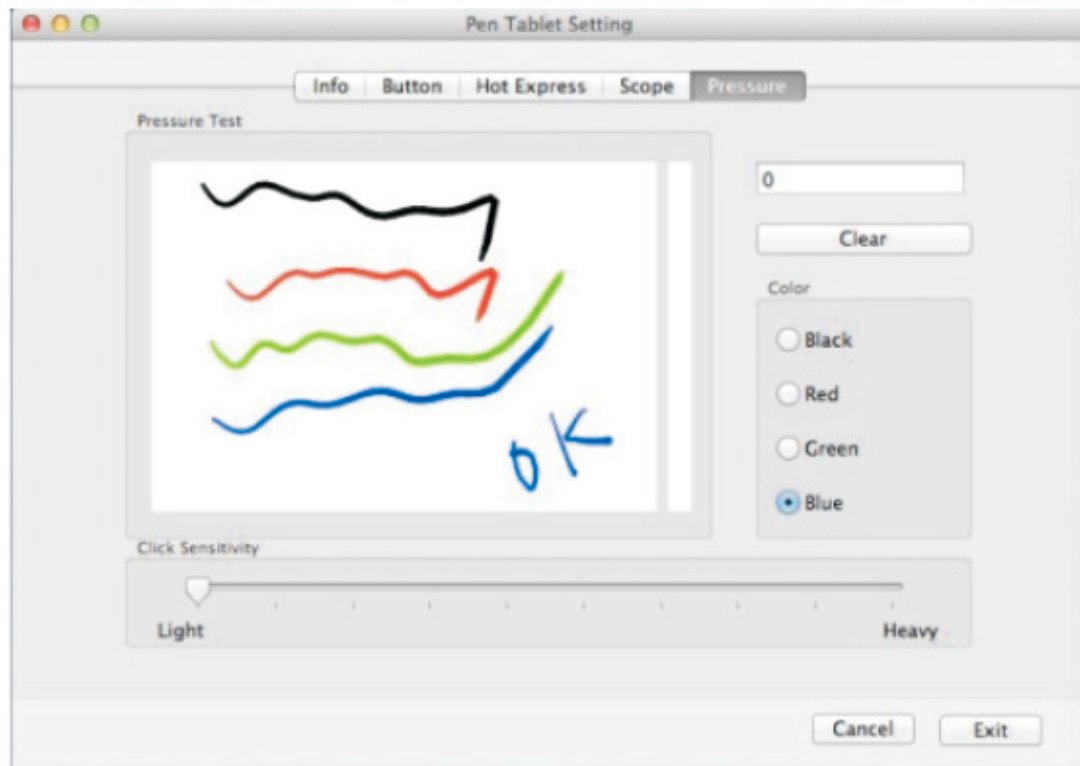 Pen Tablet Setting
Info Button Hot Express Scope Pressure
Pressure Test
0
Clear
Color
Black
Red
Green
Blue
OK
Click Sensitivity
Light Heavy
Cancel Exit